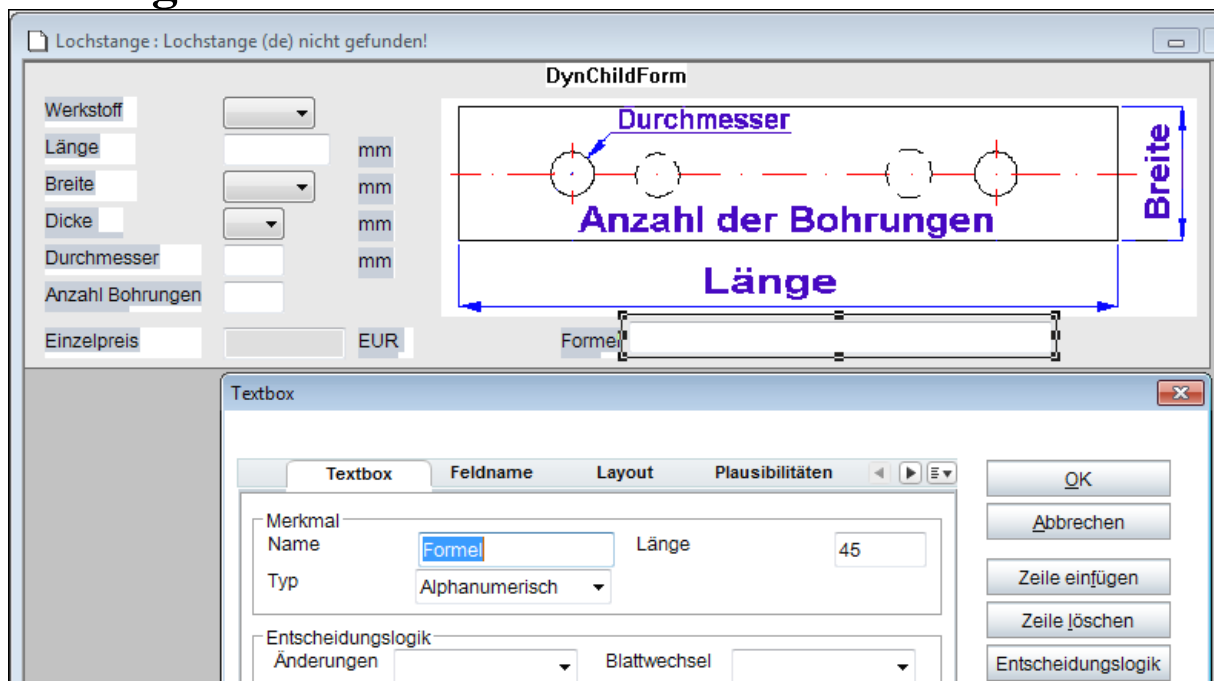 Lochstange : Lochstange (de) nicht gefunden!
DynChildForm
Werkstoff
Länge mm
Breite mm
Dicke mm
Durchmesser mm
Anzahl Bohrungen
Einzelpreis EUR Formel
Durchmesser
Anzahl der Bohrungen
Breite
Länge
Textbox
Textbox Feldname Layout Plausibilitäten
Merkmal
Name Formel Länge 45
Typ Alphanumerisch
Entscheidungslogik
Änderungen Blattwechsel
OK
Abbrechen
Zeile einfügen
Zeile löschen
Entscheidungslogik